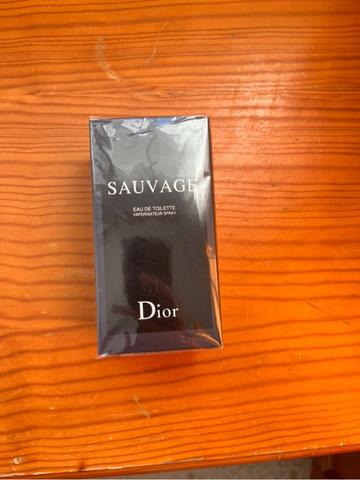 SAUVAGE
EAU DE TOILETTE
VAPORISATEUR SPRAY
Dior